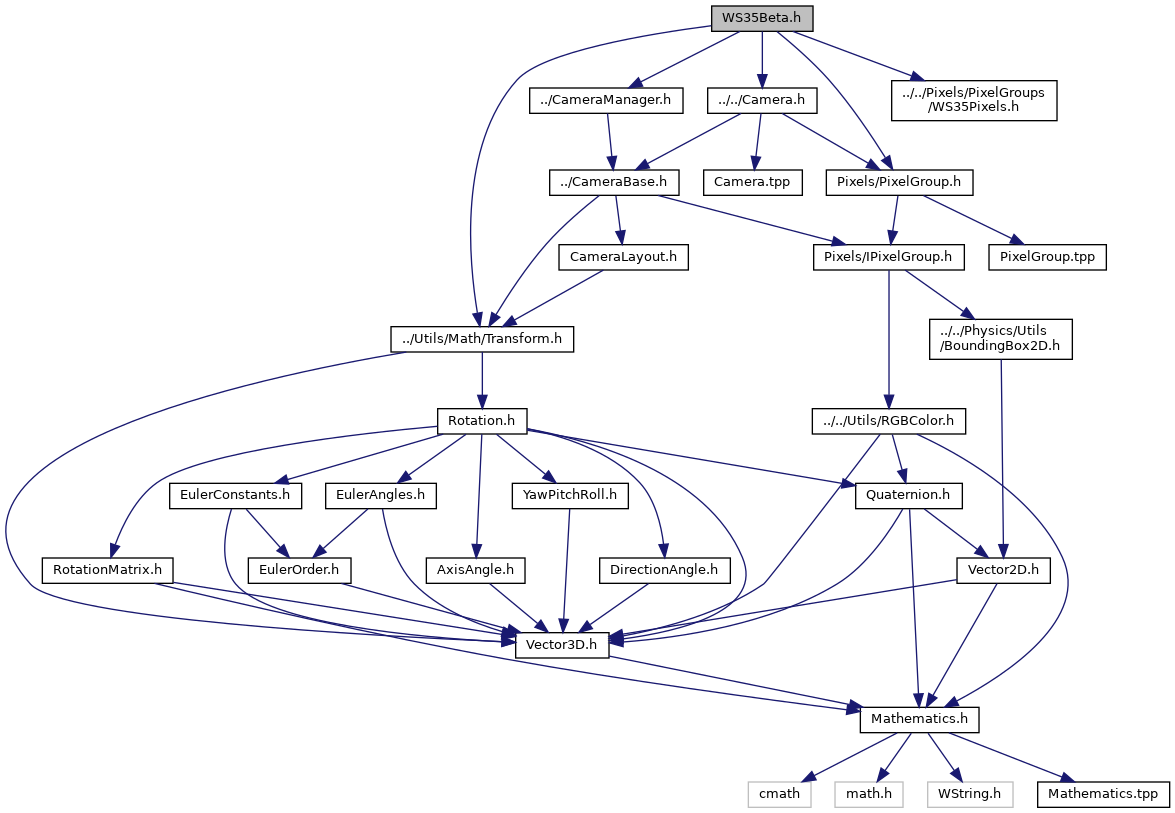 WS35Beta.h
../CameraManager.h
../../Camera.h
../../Pixels/PixelGroups
/WS35Pixels.h
../CameraBase.h
Camera.tpp
Pixels/PixelGroup.h
CameraLayout.h
Pixels/IPixelGroup.h
PixelGroup.tpp
../Utils/Math/Transform.h
../../Physics/Utils
/BoundingBox2D.h
Rotation.h
../../Utils/RGBColor.h
EulerConstants.h
EulerAngles.h
YawPitchRoll.h
Quaternion.h
RotationMatrix.h
EulerOrder.h
AxisAngle.h
DirectionAngle.h
Vector2D.h
Vector3D.h
Mathematics.h
cmath
math.h
WString.h
Mathematics.tpp